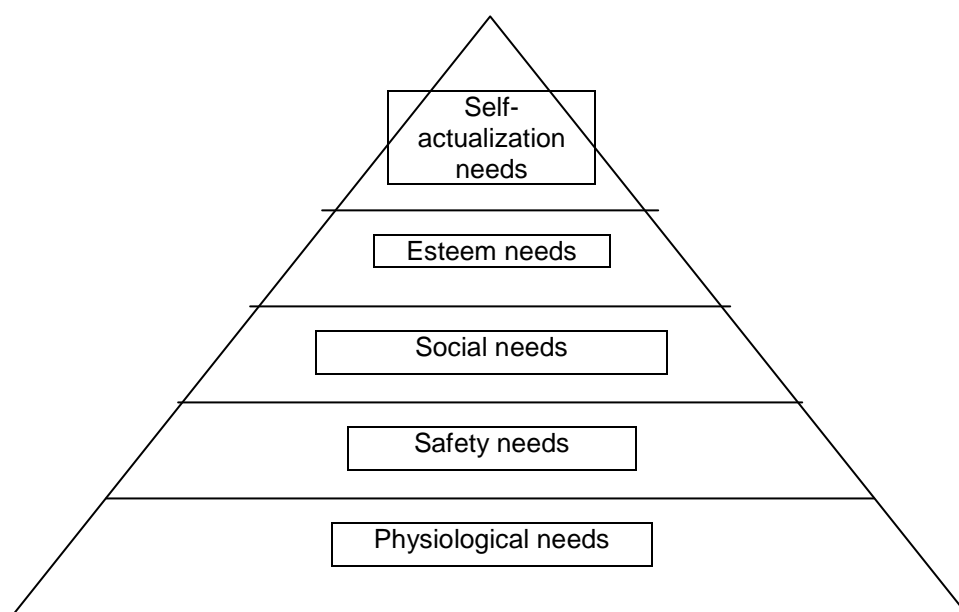 Self-
actualization
needs
Esteem needs
Social needs
Safety needs
Physiological needs